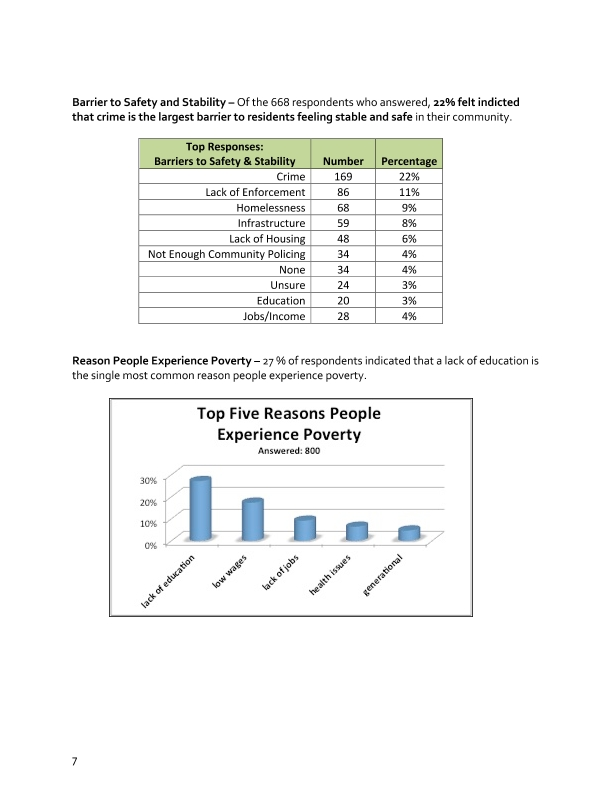 Barrier to Safety and Stability – Of the 668 respondents who answered, 22% felt indicted
that crime is the largest barrier to residents feeling stable and safe in their community.
Top Responses:
Barriers to Safety & Stability Number Percentage
Crime 169 22%
Lack of Enforcement 86 11%
Homelessness 68 9%
Infrastructure 59 8%
Lack of Housing 48 6%
Not Enough Community Policing 34 4%
None 34 4%
Unsure 24 3%
Education 20 3%
Jobs/Income 28 4%
Reason People Experience Poverty – 27 % of respondents indicated that a lack of education is
the single most common reason people experience poverty.
Top Five Reasons People
Experience Poverty
Answered: 800
30%
20%
10%
0%
lack of education
low wages
lack of jobs
health issues
generational
7